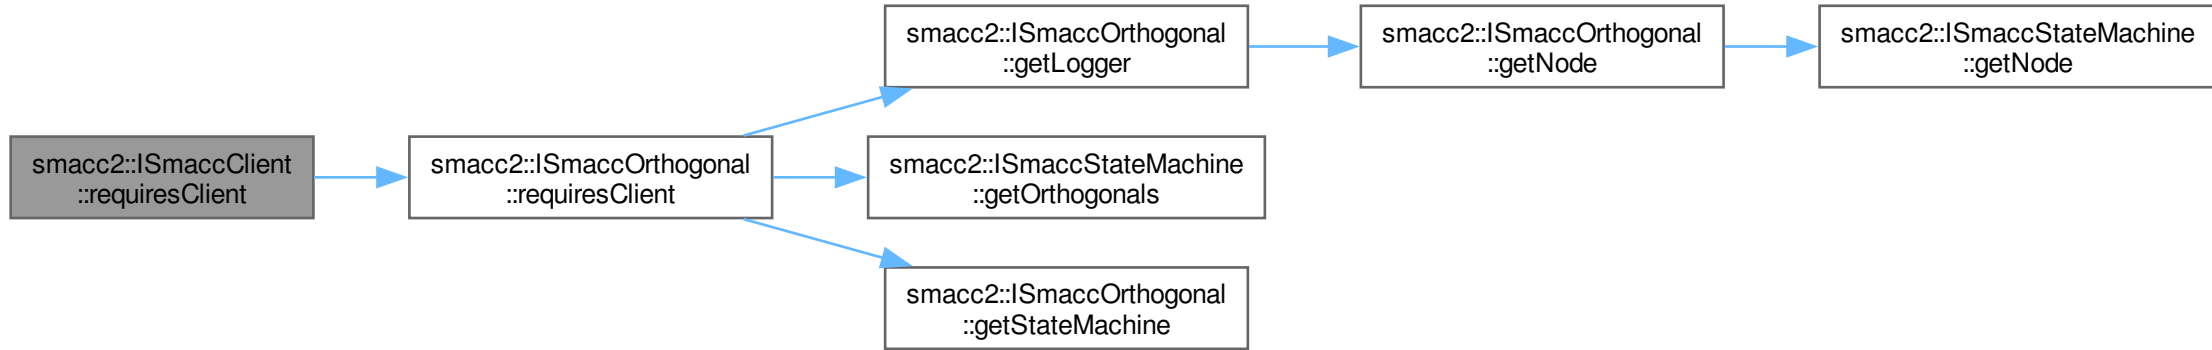 smacc2::ISmaccClient
::requiresClient
smacc2::ISmaccOrthogonal
::requiresClient
smacc2::ISmaccOrthogonal
::getLogger
smacc2::ISmaccOrthogonal
::getNode
smacc2::ISmaccStateMachine
::getNode
smacc2::ISmaccStateMachine
::getOrthogonals
smacc2::ISmaccOrthogonal
::getStateMachine